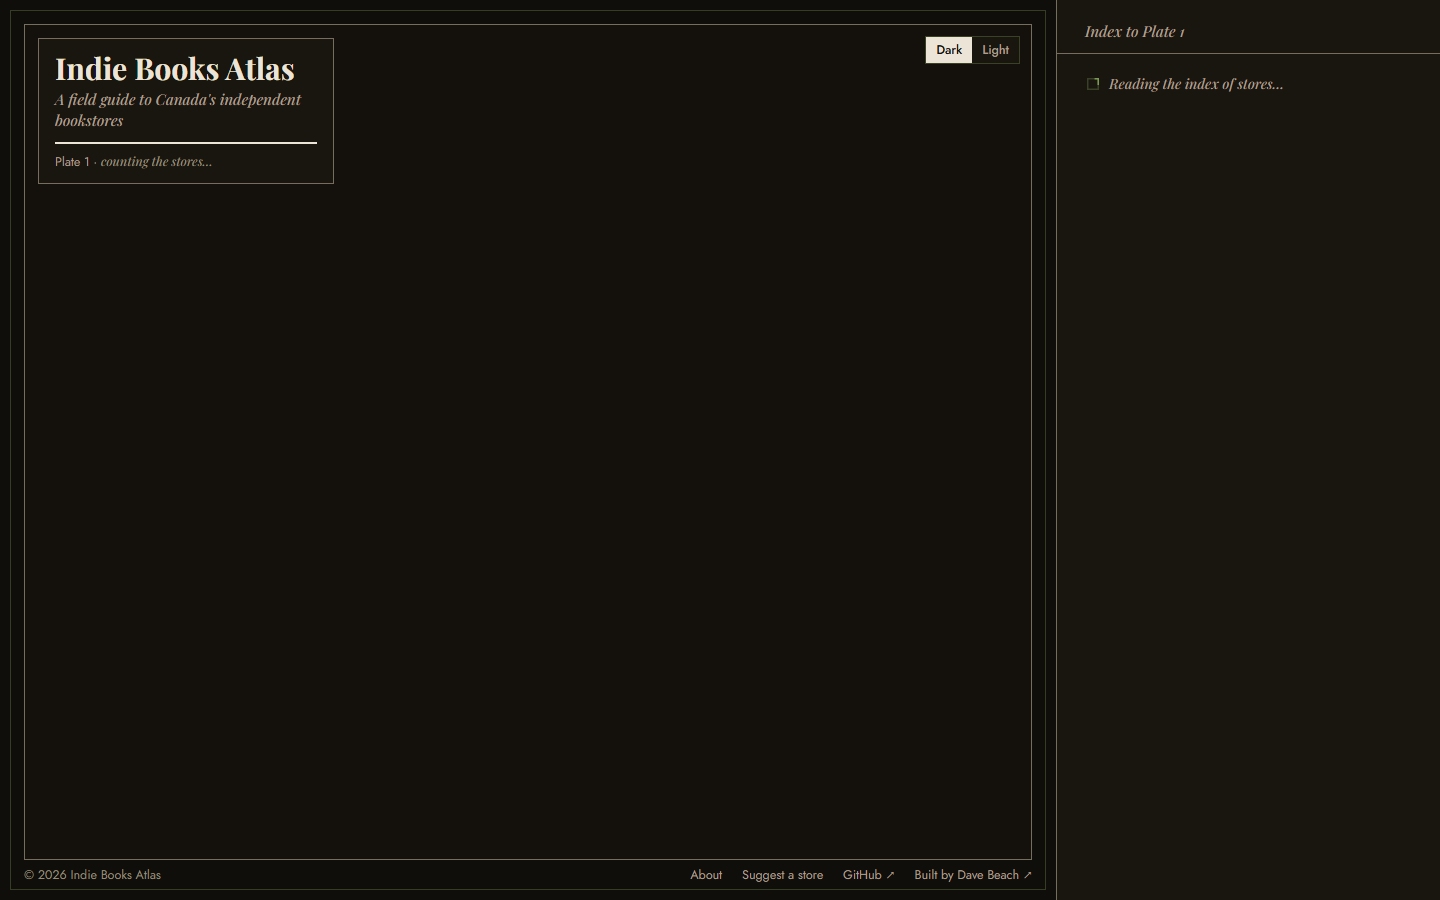 Indie Books Atlas
A field guide to Canada's independent
bookstores
Plate 1 · counting the stores...
Dark Light
© 2026 Indie Books Atlas
About Suggest a store GitHub ↗ Built by Dave Beach ↗
Index to Plate 1
Reading the index of stores...